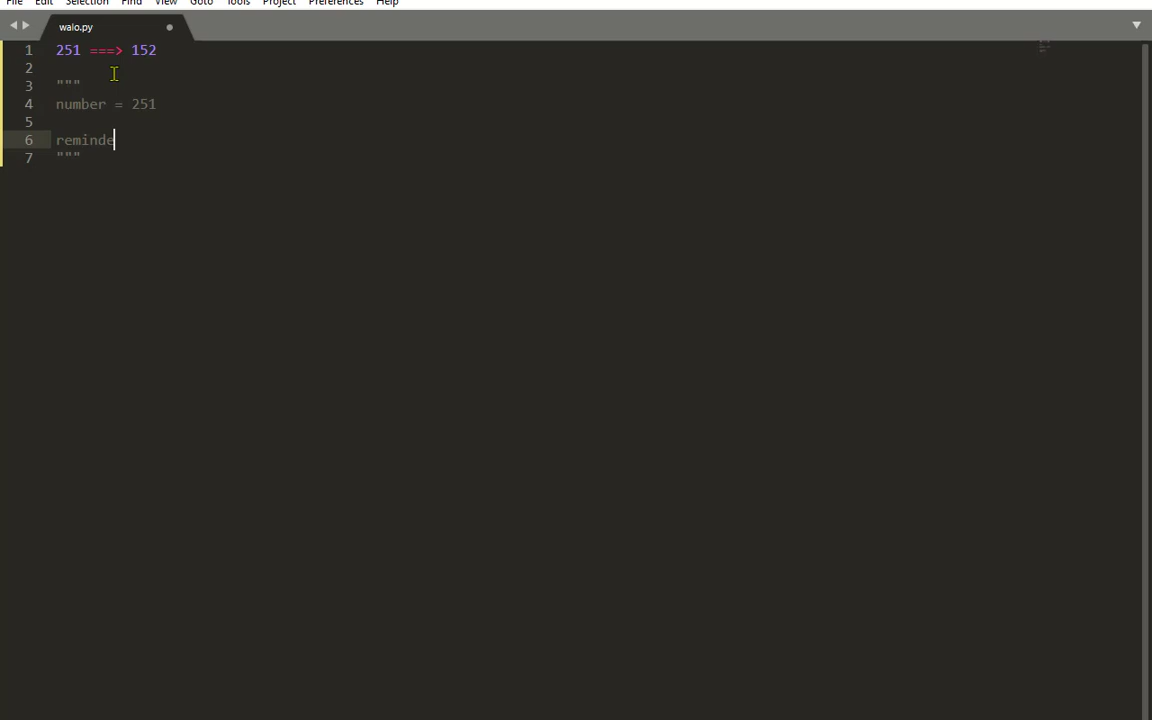 File Edit Selection Find View Goto Tools Project Preferences Help
walo.py
1 251 ===> 152
2
3 """
4 number = 251
5
6 reminde
7 """